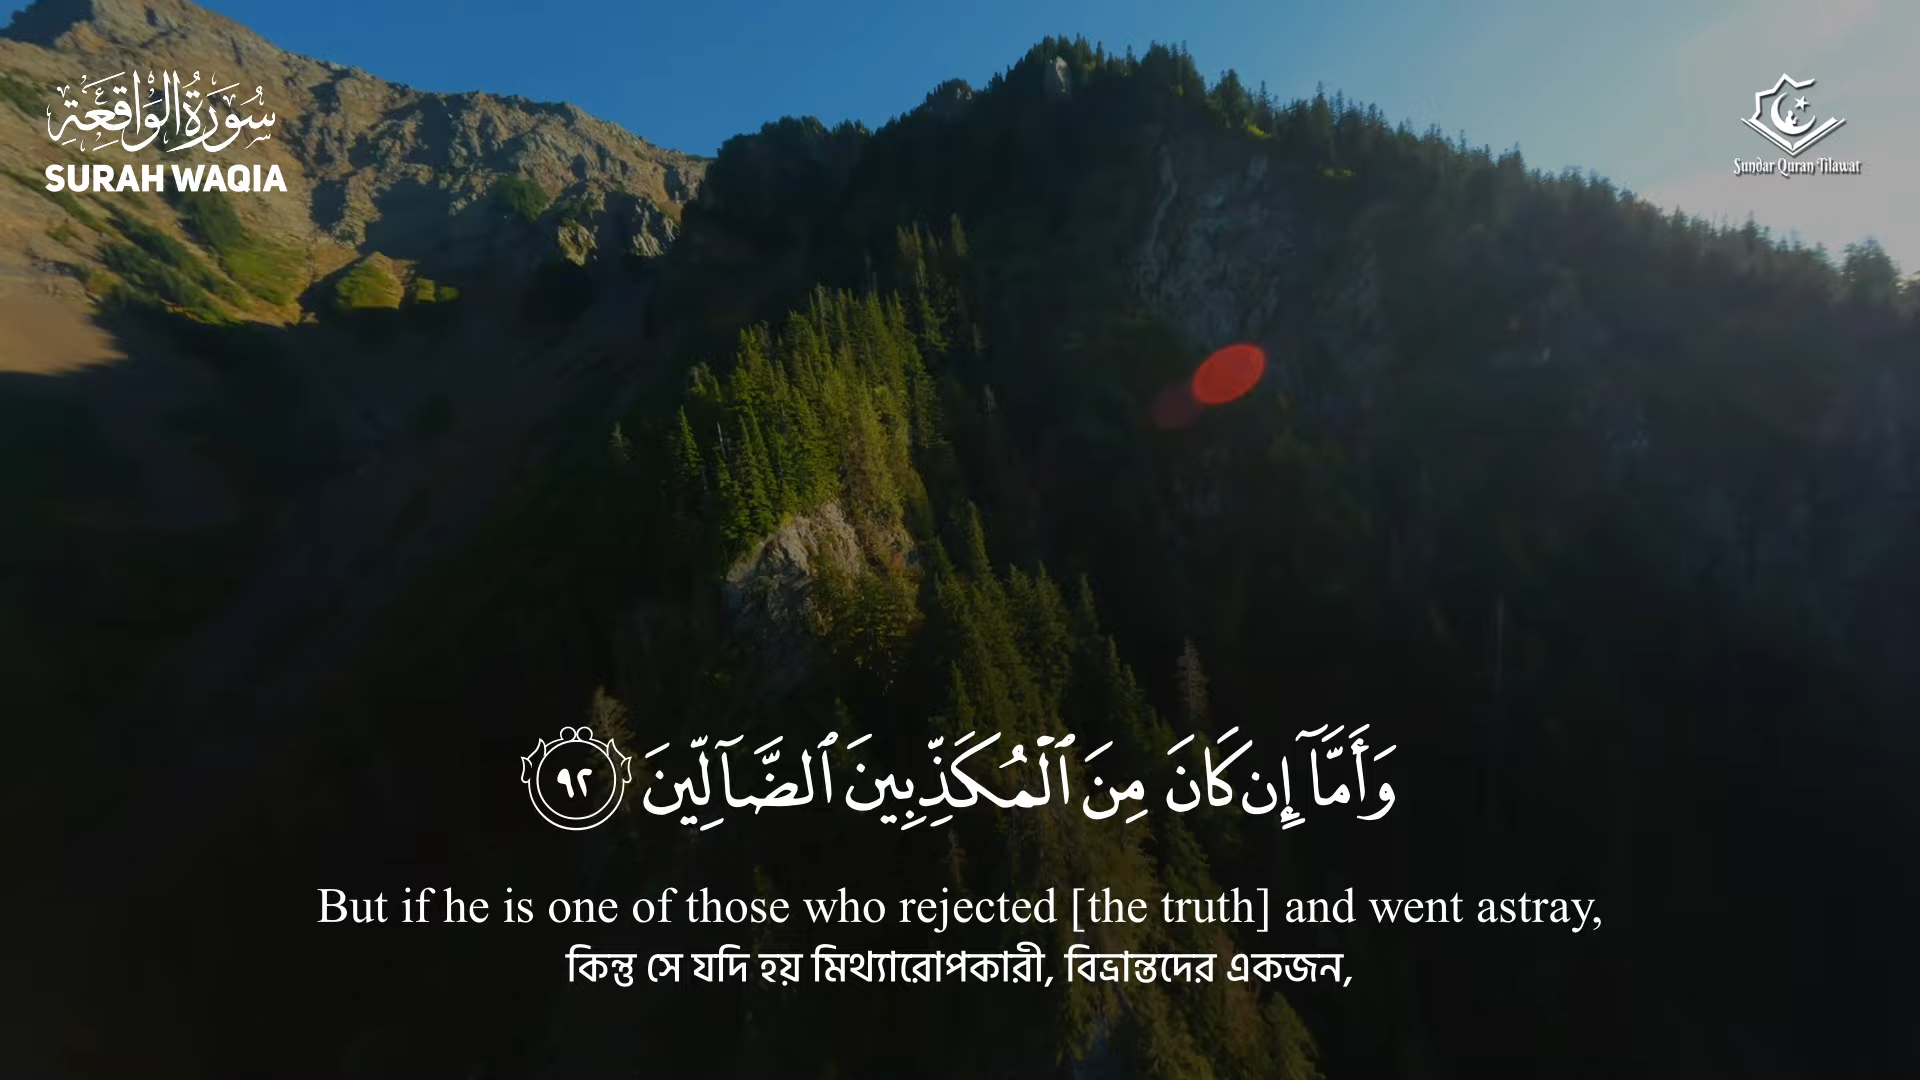 سُورَةُ الْوَاقِعَة
SURAH WAQIA
Sundar Quran Tilawat
وَأَمَّآ إِن كَانَ مِنَ ٱلْمُكَذِّبِينَ ٱلضَّآلِّينَ ٩٢
But if he is one of those who rejected [the truth] and went astray,
কিন্তু সে যদি হয় মিথ্যারোপকারী, বিভ্রান্তদের একজন,